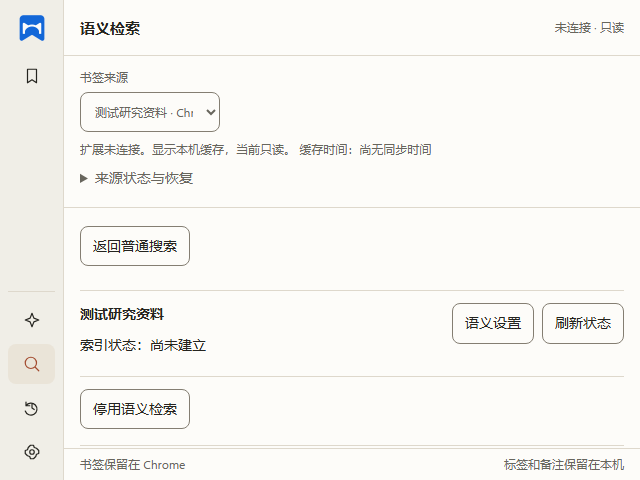 语义检索
未连接 · 只读
书签来源
测试研究资料 · Chr
扩展未连接。显示本机缓存，当前只读。 缓存时间：尚无同步时间
来源状态与恢复
返回普通搜索
测试研究资料
语义设置
刷新状态
索引状态：尚未建立
停用语义检索
书签保留在 Chrome
标签和备注保留在本机